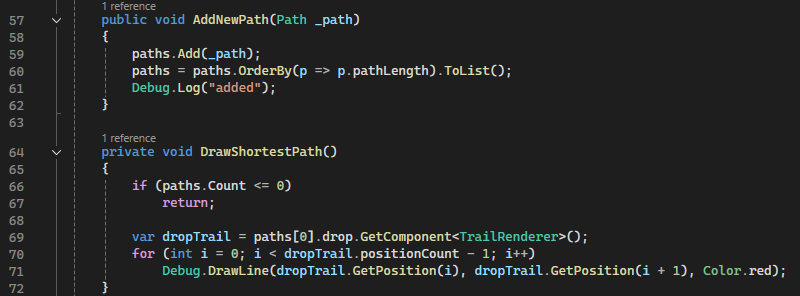 1 reference
57 public void AddNewPath(Path _path)
58 {
59 paths.Add(_path);
60 paths = paths.OrderBy(p => p.pathLength).ToList();
61 Debug.Log("added");
62 }
63
1 reference
64 private void DrawShortestPath()
65 {
66 if (paths.Count <= 0)
67 return;
68
69 var dropTrail = paths[0].drop.GetComponent<TrailRenderer>();
70 for (int i = 0; i < dropTrail.positionCount - 1; i++)
71 Debug.DrawLine(dropTrail.GetPosition(i), dropTrail.GetPosition(i + 1), Color.red);
72 }